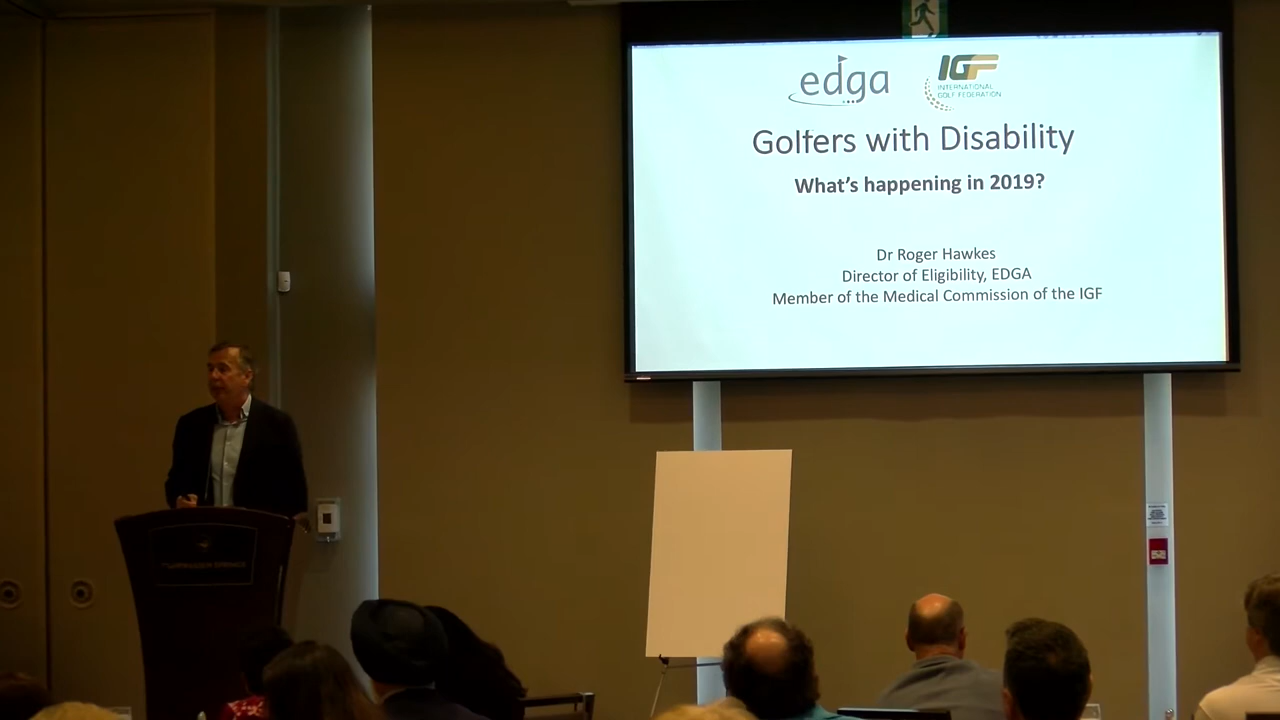 edga
IGF
INTERNATIONAL
GOLF FEDERATION
Golfers with Disability
What's happening in 2019?
Dr Roger Hawkes
Director of Eligibility, EDGA
Member of the Medical Commission of the IGF